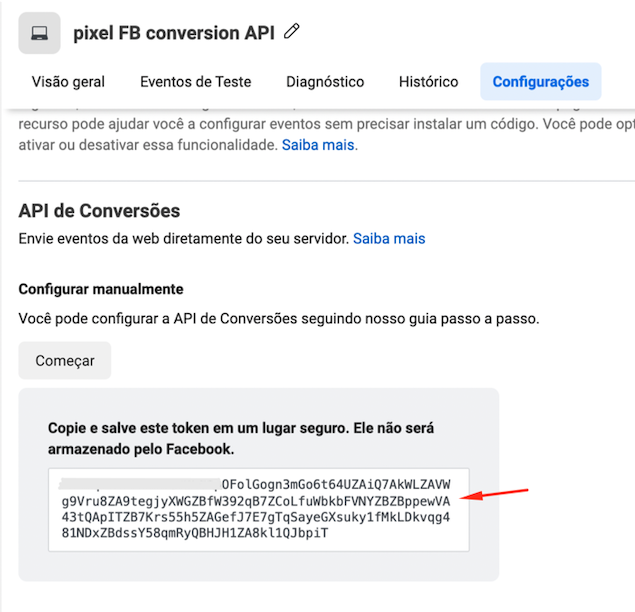 pixel FB conversion API
Visão geral Eventos de Teste Diagnóstico Histórico Configurações
recurso pode ajudar você a configurar eventos sem precisar instalar um código. Você pode opt
ativar ou desativar essa funcionalidade. Saiba mais.
API de Conversões
Envie eventos da web diretamente do seu servidor. Saiba mais
Configurar manualmente
Você pode configurar a API de Conversões seguindo nosso guia passo a passo.
Começar
Copie e salve este token em um lugar seguro. Ele não será
armazenado pelo Facebook.
OFolGogn3mGo6t64UZAiQ7AkWLZAVW
g9Vru8ZA9tegjyXWGZBfW392qB7ZCoLfuWbkbFVNYZBZBppewVA
43tQApITZB7Krs55h5ZAGefJ7E7gTqSayeGXsuky1fMkLDkvqg4
81NDxZBdssY58qmRyQBHJH1ZA8kl1QJbpiT